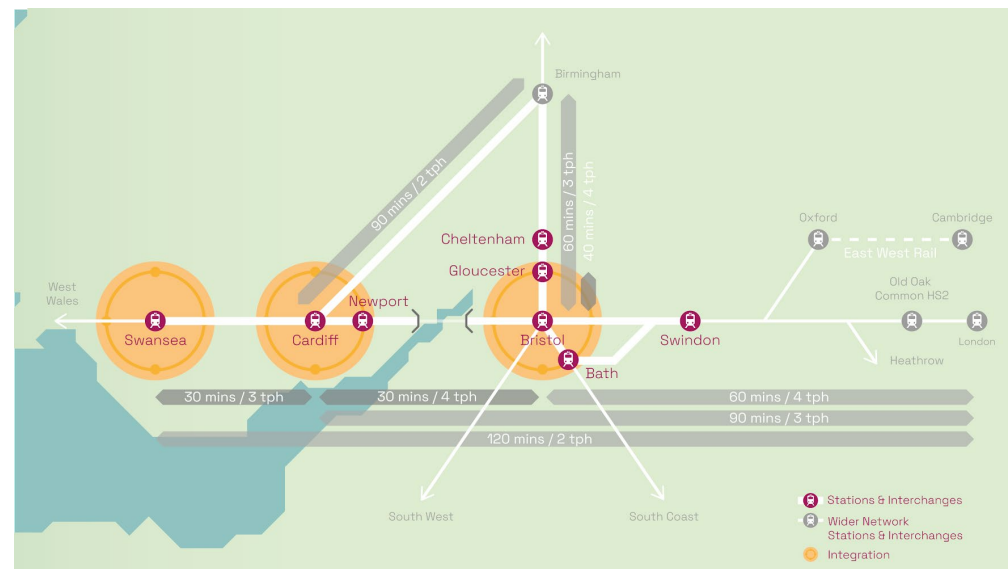 Birmingham
90 mins / 2 tph
60 mins / 3 tph
40 mins / 4 tph
Oxford
Cambridge
East West Rail
Cheltenham
Gloucester
Old Oak
Common HS2
West
Wales
Newport
Swansea
Cardiff
Bristol
Swindon
London
Heathrow
Bath
30 mins / 3 tph
30 mins / 4 tph
60 mins / 4 tph
90 mins / 3 tph
120 mins / 2 tph
South West
South Coast
Stations & Interchanges
Wider Network
Stations & Interchanges
Integration